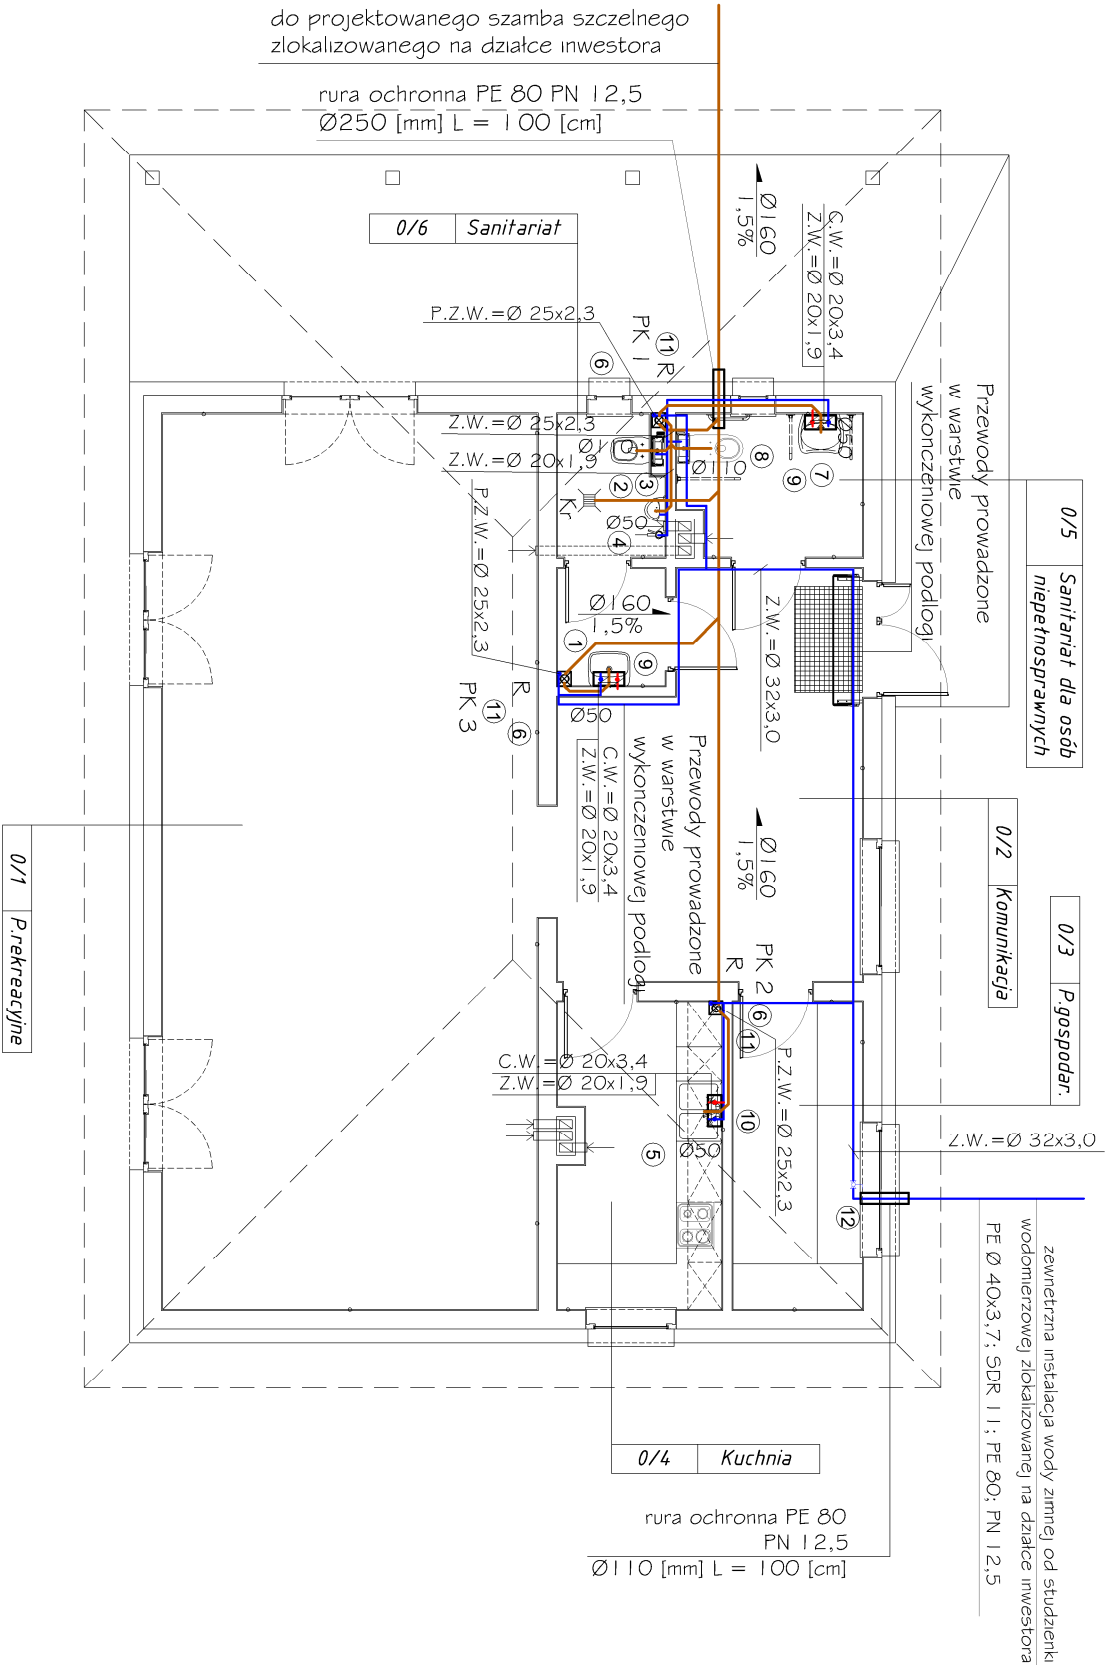 do projektowanego szamba szczelnego
zlokalizowanego na działce inwestora
rura ochronna PE 80 PN 12,5
Ø250 [mm] L = 100 [cm]
Ø160
1,5%
C.W.=Ø 20x3,4
Z.W.=Ø 20x1,9
0/6 Sanitariat
P.Z.W.=Ø 25x2,3
PK 1
11
R
6
Przewody prowadzone
w warstwie
wykonczeniowej podlogi
Z.W.=Ø 25x2,3
Z.W.=Ø 20x1,9
Ø110
Ø50
8
9
7
2
3
Kr
Ø50
4
P.Z.W.=Ø 25x2,3
0/5 Sanitariat dla osób
niepełnosprawnych
Ø160
1,5%
1
9
Z.W.=Ø 32x3,0
R
6
11
PK 3
Ø50
C.W.=Ø 20x3,4
Z.W.=Ø 20x1,9
Przewody prowadzone
w warstwie
wykonczeniowej podlogi
Ø160
1,5%
0/2 Komunikacja
0/1 P.rekreacyjne
0/3 P.gospodar.
PK 2
R
6
11
C.W.=Ø 20x3,4
Z.W.=Ø 20x1,9
P.Z.W.=Ø 25x2,3
10
5
Ø50
Z.W.=Ø 32x3,0
12
zewnetrzna instalacja wody zimnej od studzienki
wodomierzowej zlokalizowanej na działce inwestora
PE Ø 40x3,7; SDR 11; PE 80; PN 12,5
0/4 Kuchnia
rura ochronna PE 80
PN 12,5
Ø110 [mm] L = 100 [cm]